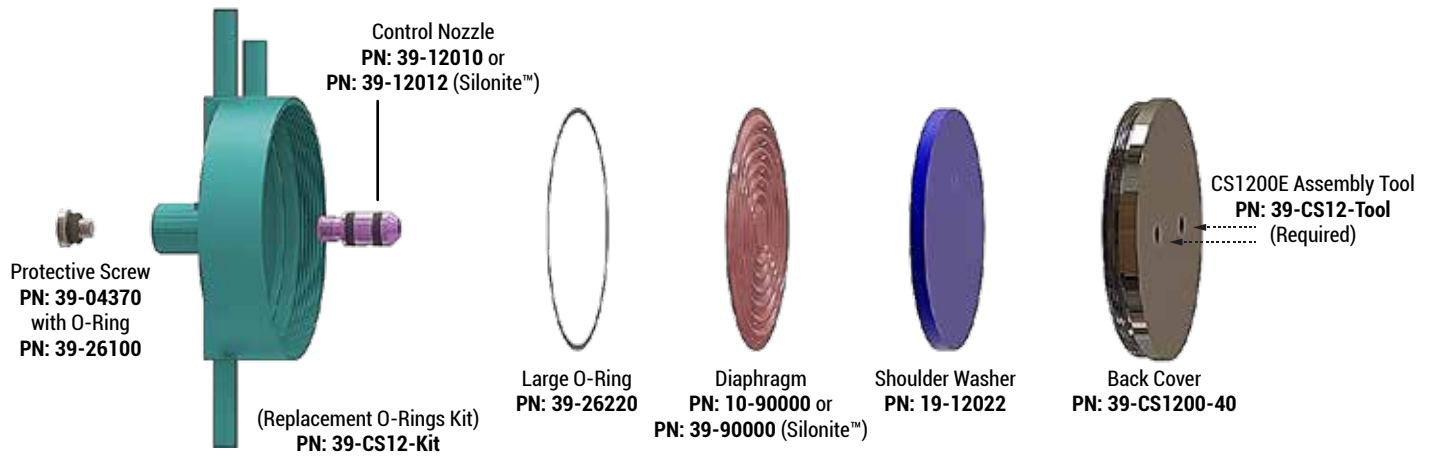 Control Nozzle
PN: 39-12010 or
PN: 39-12012 (Silonite™)
Protective Screw
PN: 39-04370
with O-Ring
PN: 39-26100
(Replacement O-Rings Kit)
PN: 39-CS12-Kit
Large O-Ring
PN: 39-26220
Diaphragm
PN: 10-90000 or
PN: 39-90000 (Silonite™)
Shoulder Washer
PN: 19-12022
Back Cover
PN: 39-CS1200-40
CS1200E Assembly Tool
PN: 39-CS12-Tool
(Required)